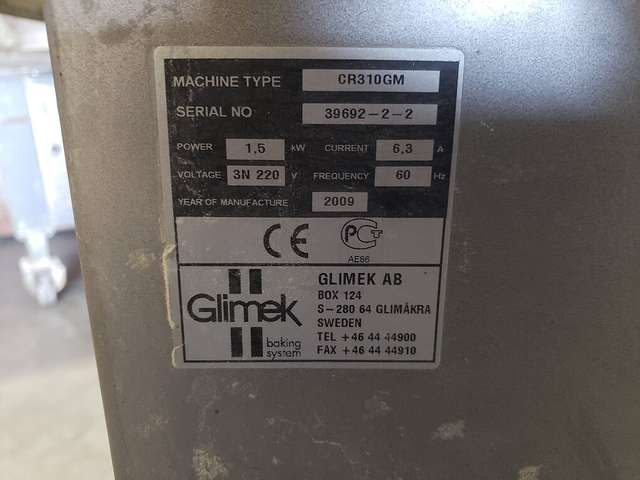 MACHINE TYPE CR310GM
SERIAL NO 39692-2-2
POWER 1,5 kW CURRENT 6,3 A
VOLTAGE 3N 220 V FREQUENCY 60 Hz
YEAR OF MANUFACTURE 2009
CE PCT
AE56
Glimek
baking
system
GLIMEK AB
BOX 124
S-280 64 GLIMÅKRA
SWEDEN
TEL +46 44 44900
FAX +46 44 44910